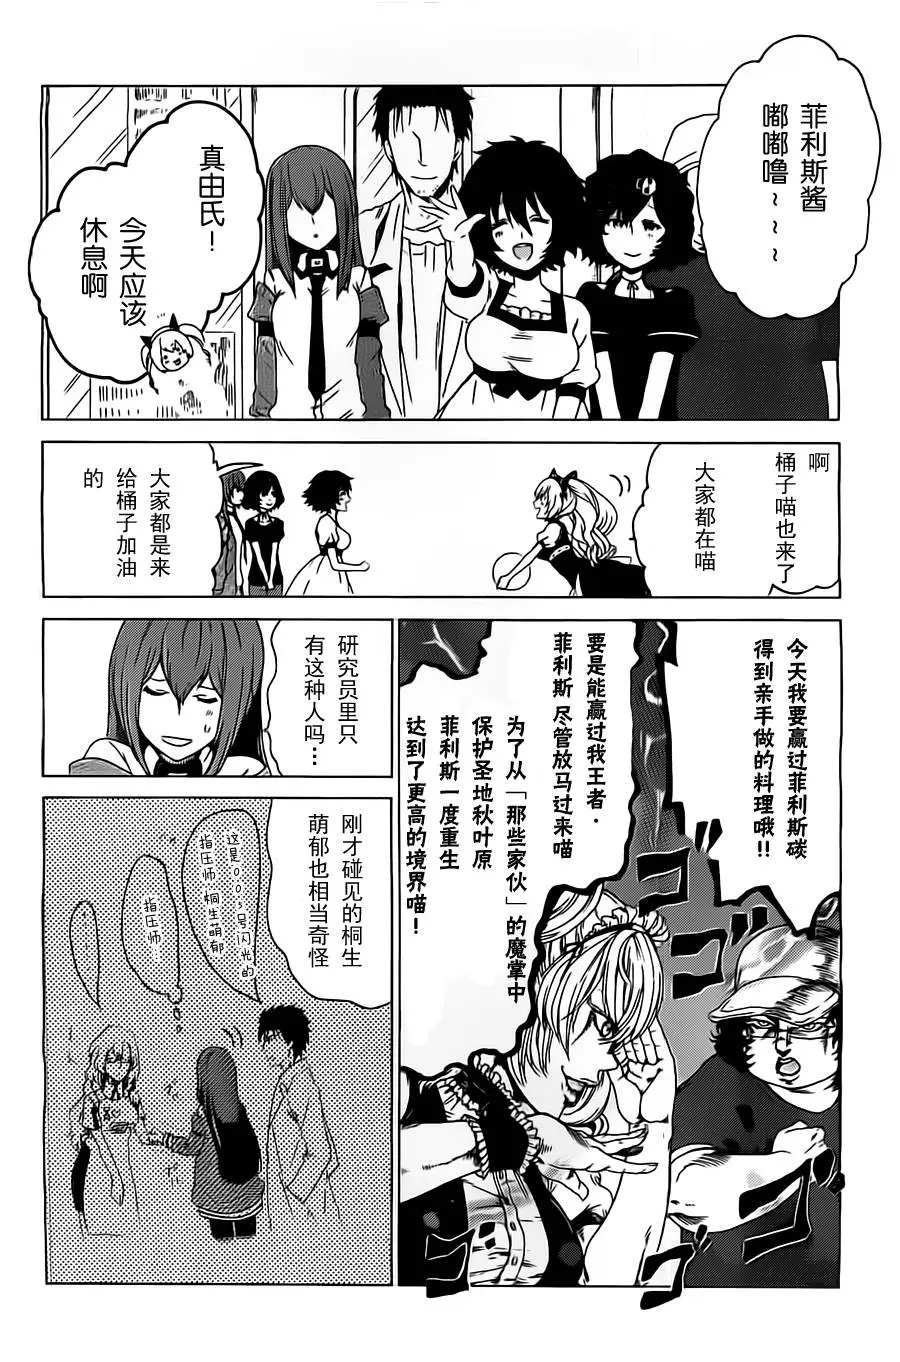 菲利斯酱
嘟嘟噜~~~
真由氏！
今天应该
休息啊
啊
桶子喵也来了
大家都在喵
大家都是来
给桶子加油
的
今天我要赢过菲利斯碳
得到亲手做的料理哦!!
要是能赢过我王者·
菲利斯 尽管放马过来喵
为了从「那些家伙」的魔掌中
保护圣地秋叶原
菲利斯一度重生
达到了更高的境界喵！
ゴゴ
ゴゴ
研究员里只
有这种人吗…
刚才碰见的桐生
萌郁也相当奇怪
这是005号闪光的
指压师.桐生萌郁
指压师…